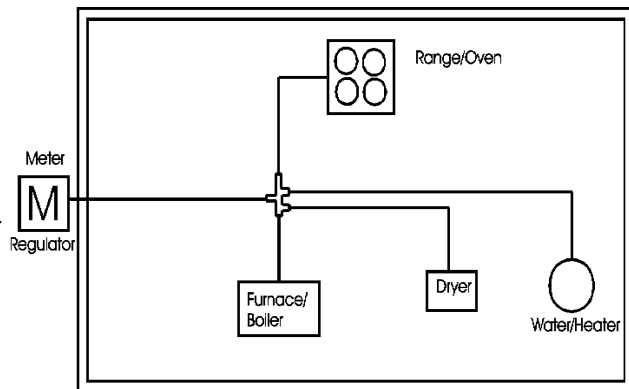 Range/Oven
Meter
M
Regulator
Furnace/
Boiler
Dryer
Water/Heater